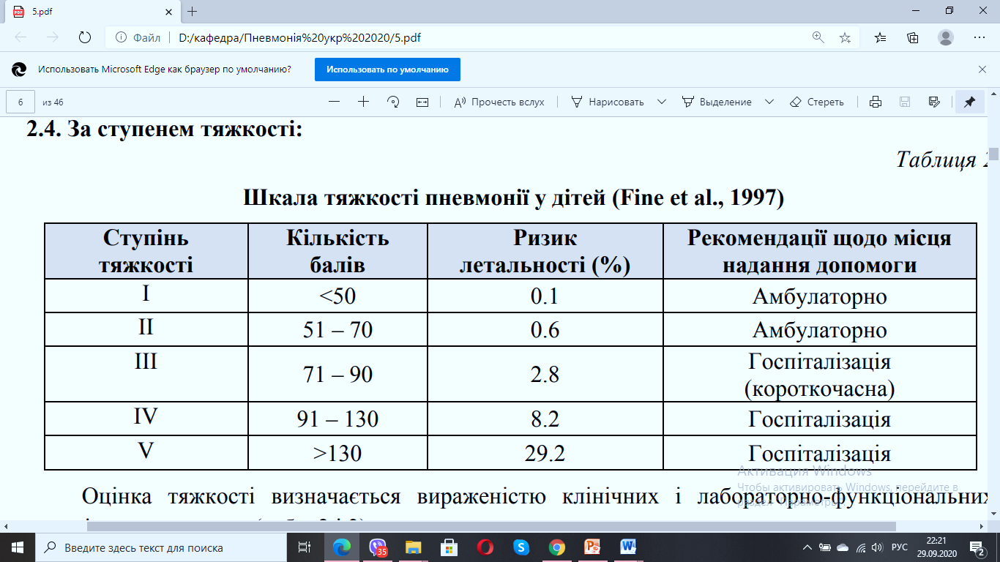 5.pdf
Файл
D:/кафедра/Пневмонія%20укр%202020/5.pdf
Использовать Microsoft Edge как браузер по умолчанию?
Использовать по умолчанию
6 из 46
Прочесть вслух
Нарисовать
Выделение
Стереть
2.4. За ступенем тяжкості:
Таблиця 2
Шкала тяжкості пневмонії у дітей (Fine et al., 1997)
Ступінь тяжкості Кількість балів Ризик летальності (%) Рекомендації щодо місця надання допомоги
I <50 0.1 Амбулаторно
II 51 – 70 0.6 Амбулаторно
III 71 – 90 2.8 Госпіталізація (короткочасна)
IV 91 – 130 8.2 Госпіталізація
V >130 29.2 Госпіталізація
Активация Windows
Чтобы активировать Windows, перейдите в
раздел "Параметры".
Оцінка тяжкості визначається вираженістю клінічних і лабораторно-функціональних
Введите здесь текст для поиска
35
РУС
22:21
29.09.2020
2